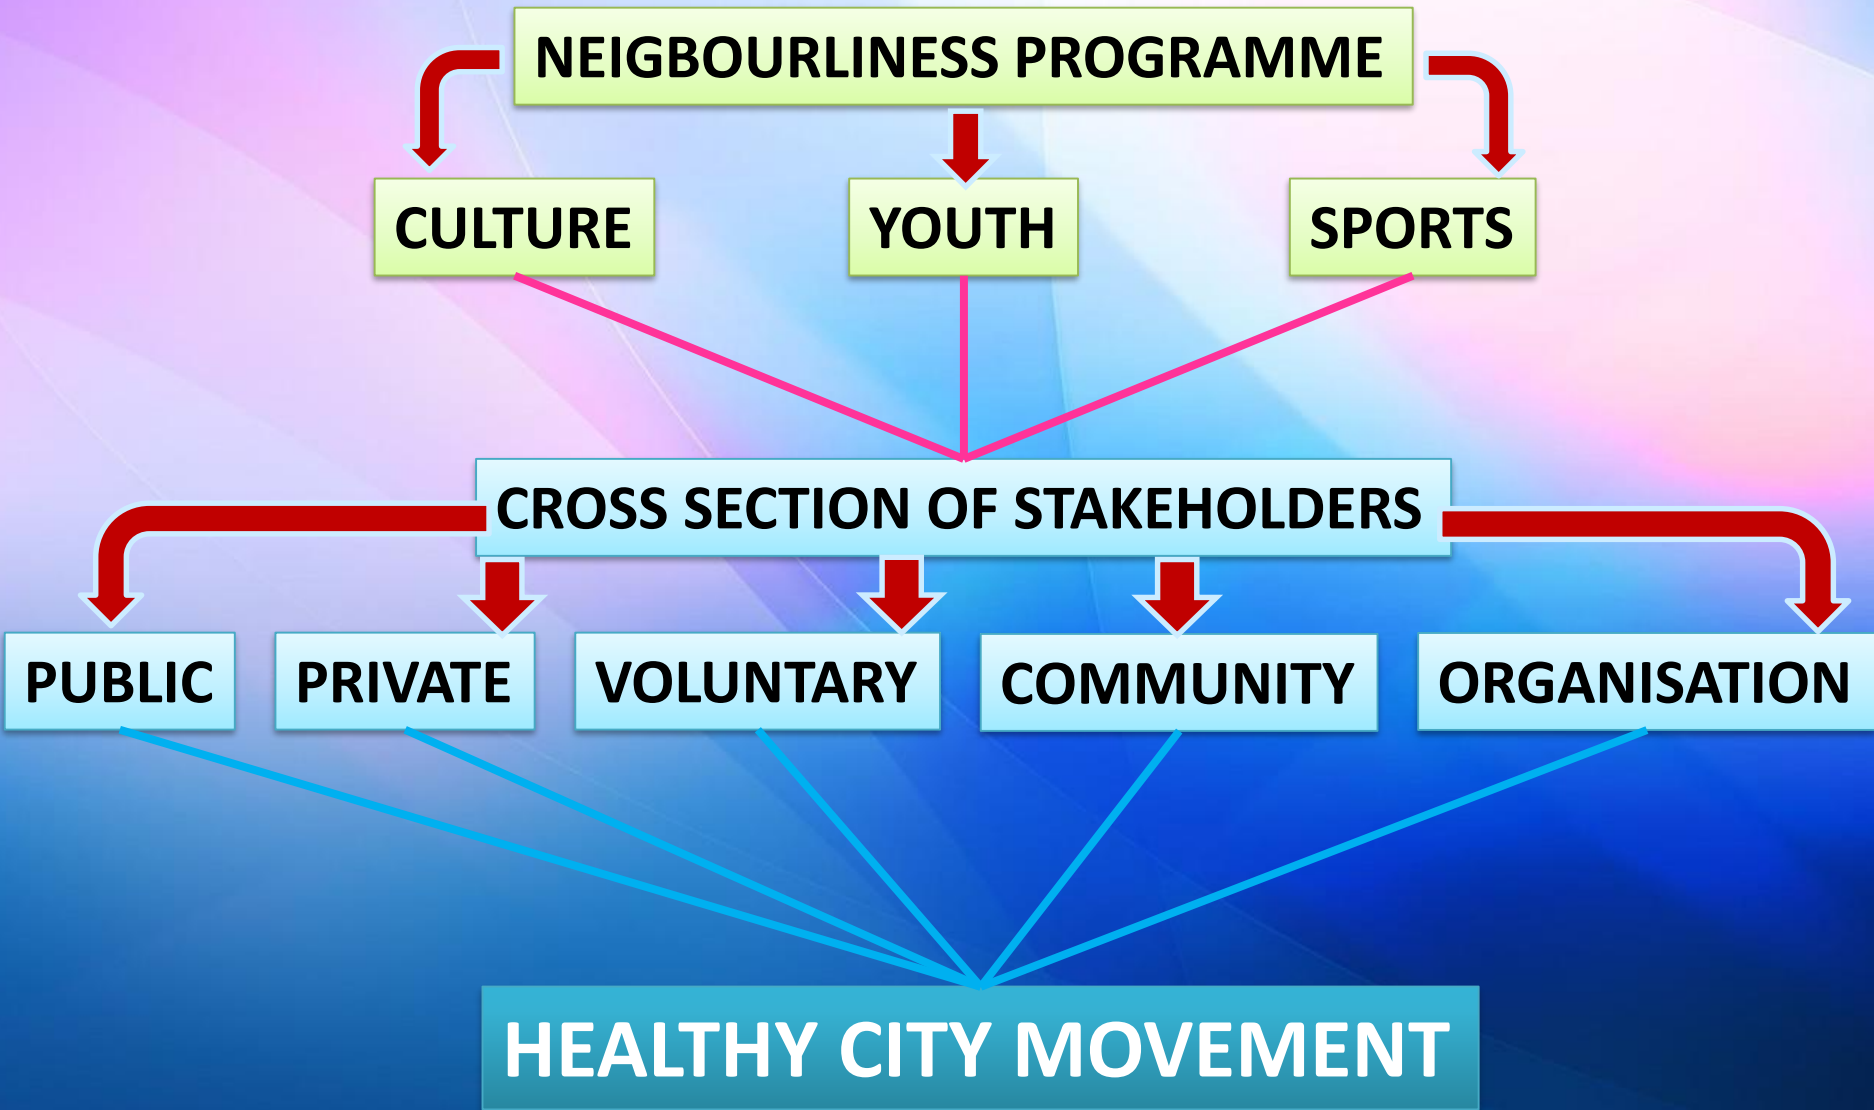 NEIGBOURLINESS PROGRAMME
CULTURE
YOUTH
SPORTS
CROSS SECTION OF STAKEHOLDERS
PUBLIC
PRIVATE
VOLUNTARY
COMMUNITY
ORGANISATION
HEALTHY CITY MOVEMENT